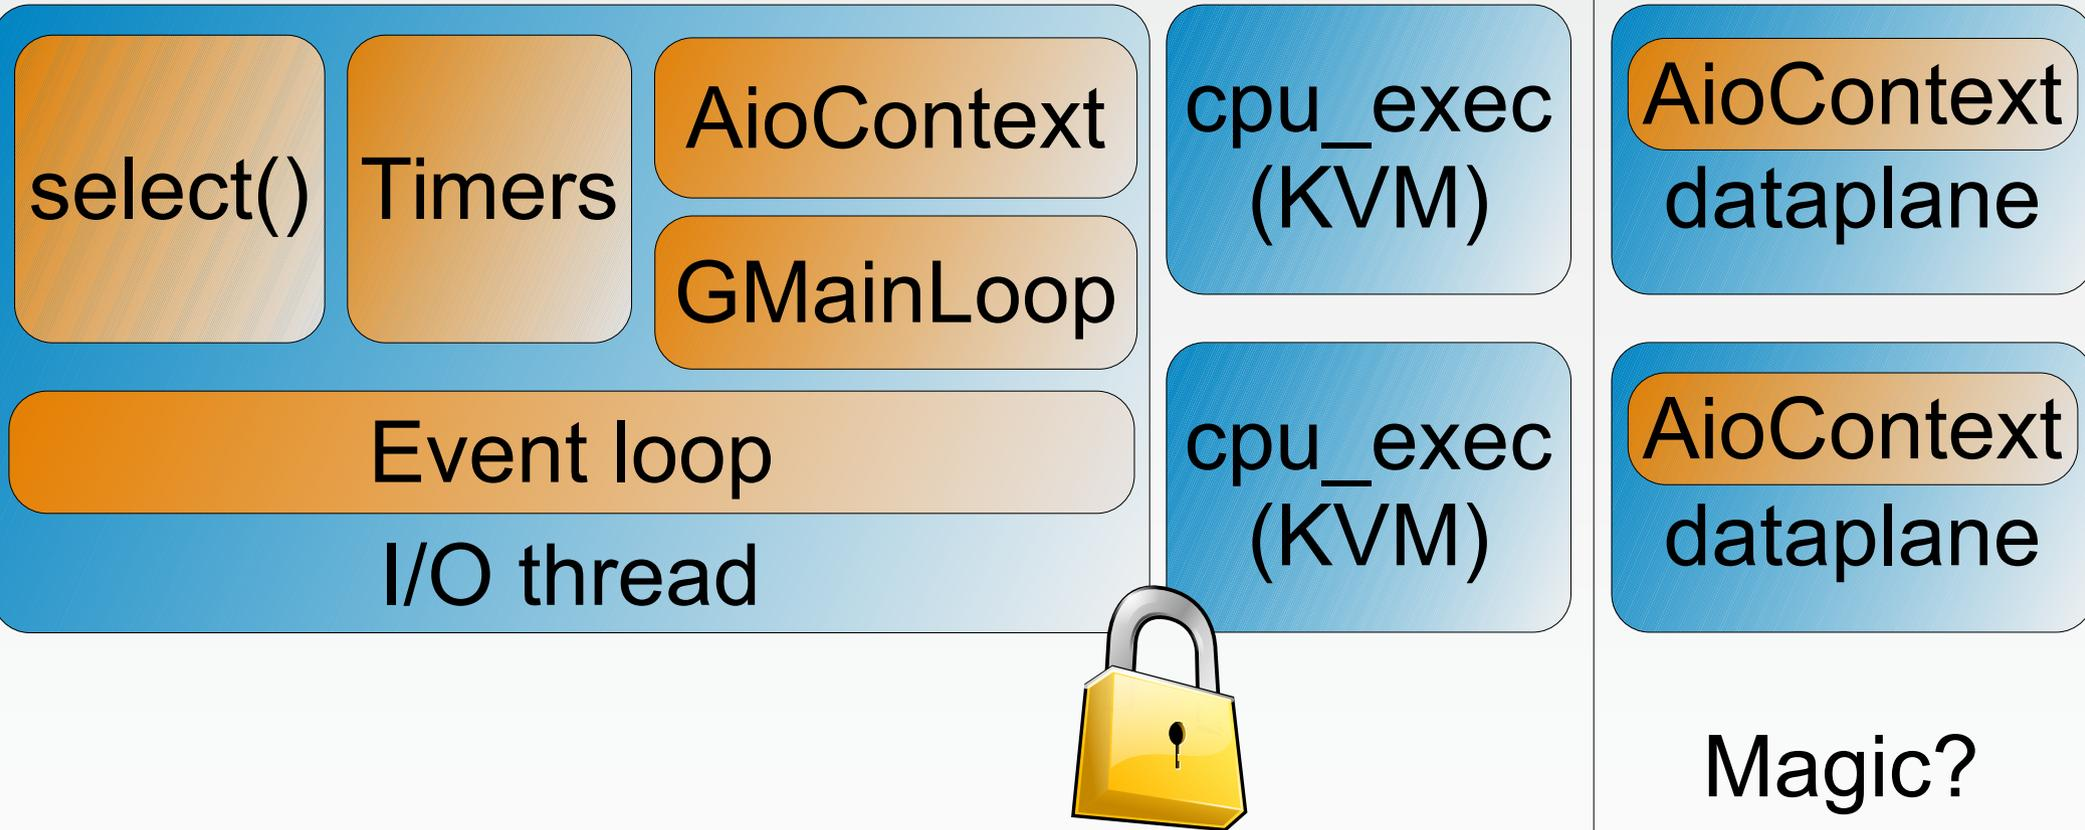 select()
Timers
AioContext
GMainLoop
Event loop
I/O thread
cpu_exec
(KVM)
cpu_exec
(KVM)
AioContext
dataplane
AioContext
dataplane
Magic?